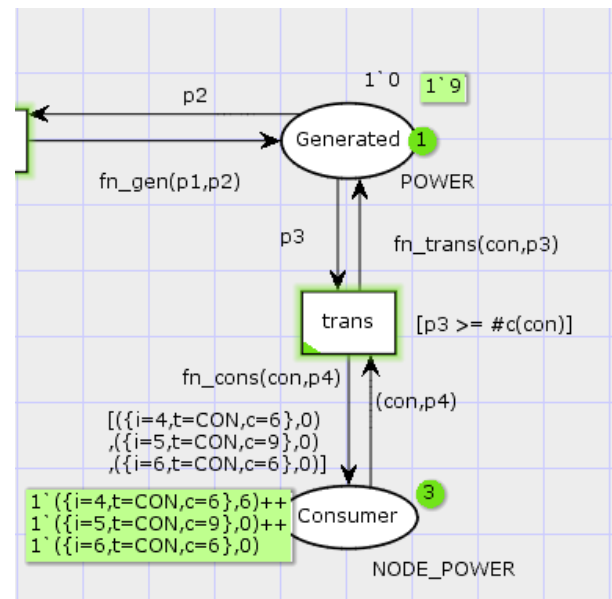 1`0
1`9
p2
Generated
1
fn_gen(p1,p2)
POWER
p3
fn_trans(con,p3)
trans
[p3 >= #c(con)]
fn_cons(con,p4)
(con,p4)
[({i=4,t=CON,c=6},0)
,({i=5,t=CON,c=9},0)
,({i=6,t=CON,c=6},0)]
3
1`({i=4,t=CON,c=6},6)++
1`({i=5,t=CON,c=9},0)++
1`({i=6,t=CON,c=6},0)
Consumer
NODE_POWER